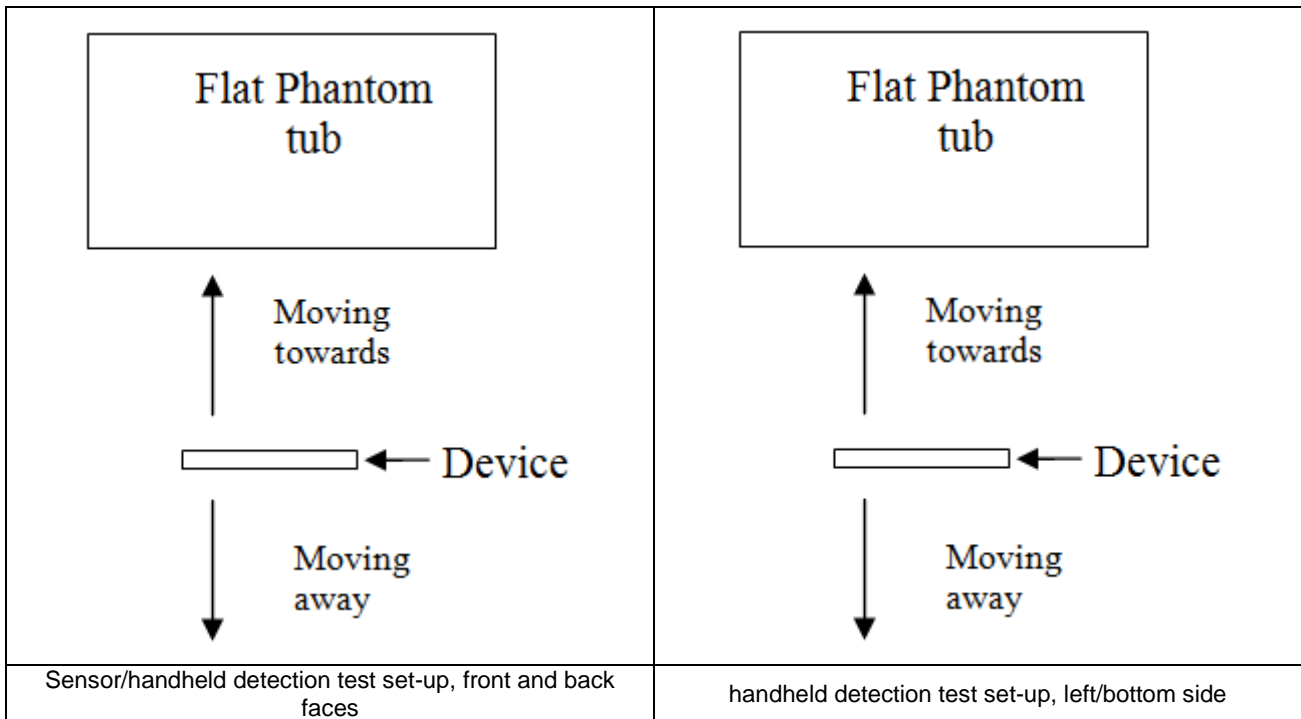 Flat Phantom
tub
Moving
towards
Device
Moving
away
Sensor/handheld detection test set-up, front and back
faces
Flat Phantom
tub
Moving
towards
Device
Moving
away
handheld detection test set-up, left/bottom side